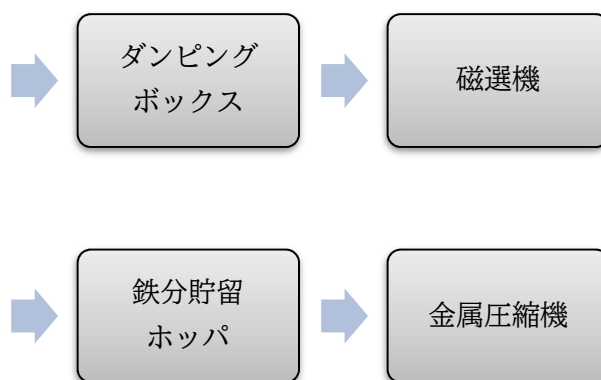 ダンピング
ボックス
磁選機
鉄分貯留
ホッパ
金属圧縮機